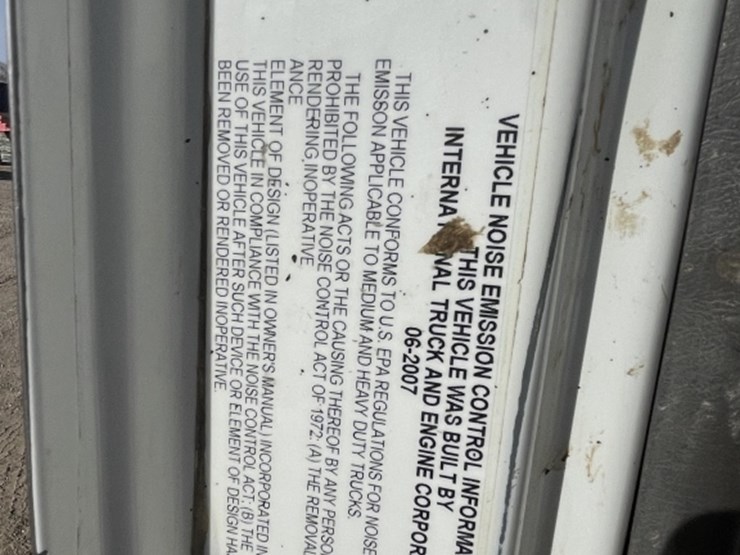 VEHICLE NOISE EMISSION CONTROL INFORMA
THIS VEHICLE WAS BUILT BY
INTERNA NAL TRUCK AND ENGINE CORPOR
06-2007
THIS VEHICLE CONFORMS TO U.S. EPA REGULATIONS FOR NOISE
EMISSON APPLICABLE TO MEDIUM AND HEAVY DUTY TRUCKS.
THE FOLLOWING ACTS OR THE CAUSING THEREOF BY ANY PERSO
PROHIBITED BY THE NOISE CONTROL ACT OF 1972: (A) THE REMOVAL
RENDERING INOPERATIVE
ANCE
ELEMENT OF DESIGN (LISTED IN OWNER'S MANUAL) INCORPORATED IN
THIS VEHICLE IN COMPLIANCE WITH THE NOISE CONTROL ACT; (B) THE
USE OF THIS VEHICLE AFTER SUCH DEVICE OR ELEMENT OF DESIGN HA
BEEN REMOVED OR RENDERED INOPERATIVE.